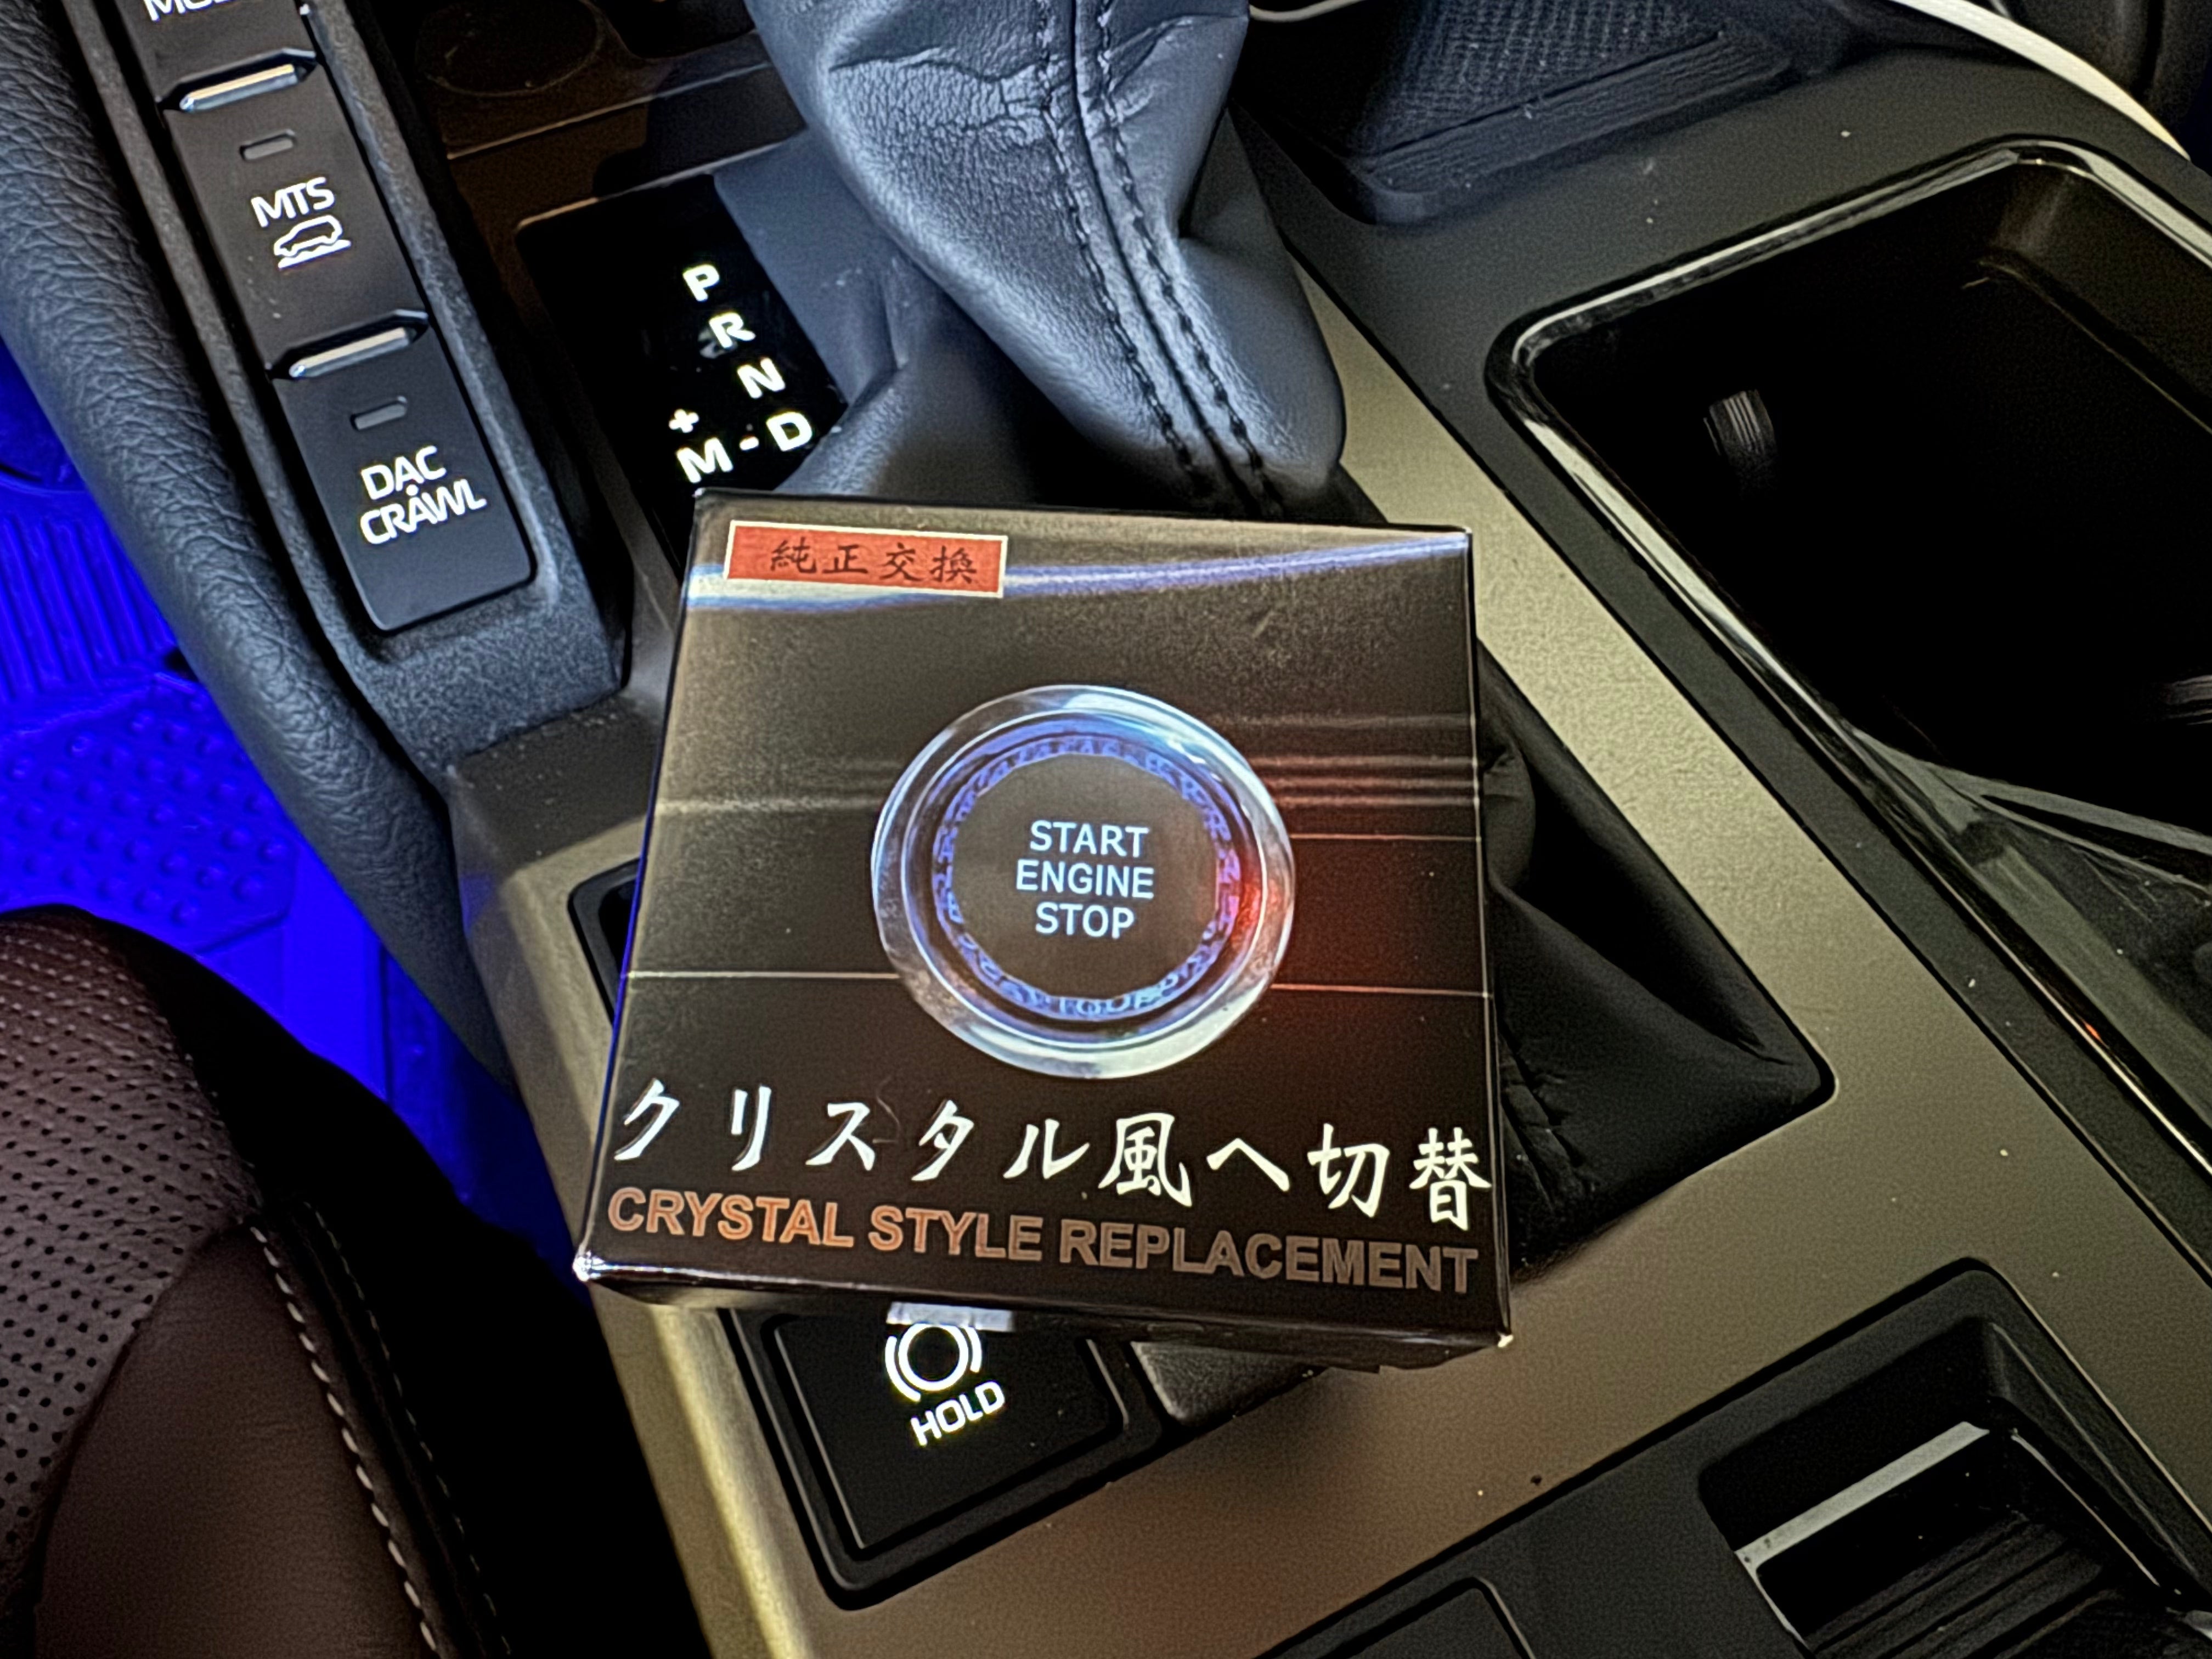 MTS
DAC
CRAWL
P
R
N
+
M - D
純正交換
START
ENGINE
STOP
クリスタル風へ切替
CRYSTAL STYLE REPLACEMENT
HOLD